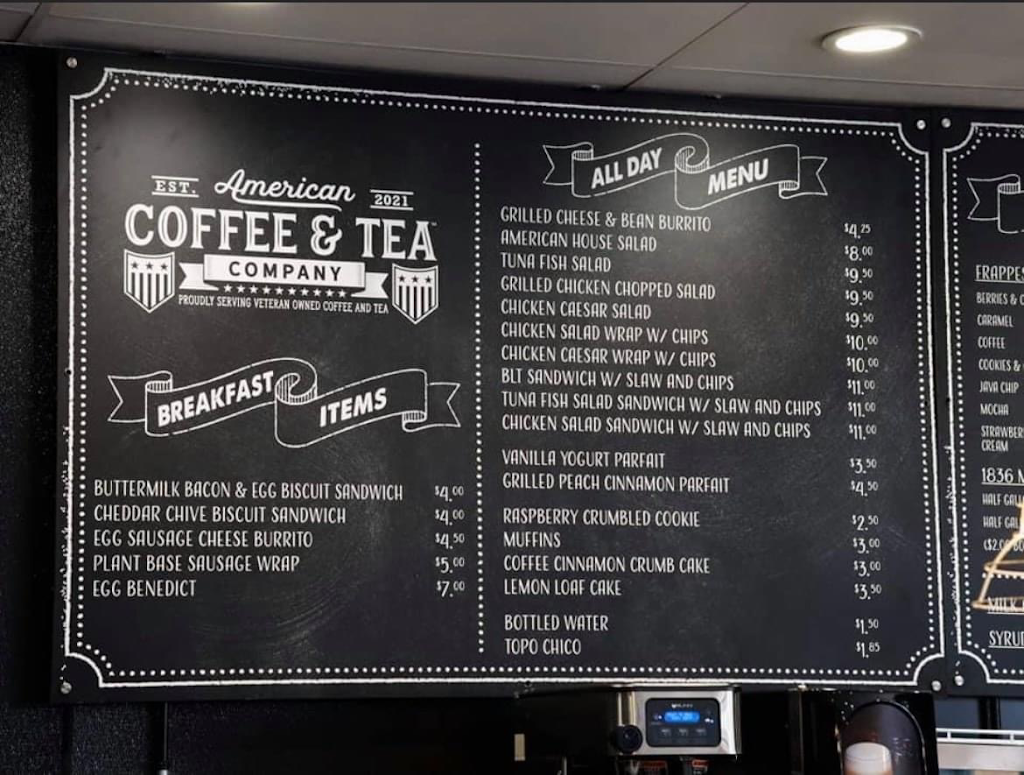 EST. American 2021
COFFEE & TEA
COMPANY
PROUDLY SERVING VETERAN OWNED COFFEE AND TEA
BREAKFAST ITEMS
BUTTERMILK BACON & EGG BISCUIT SANDWICH $4.00
CHEDDAR CHIVE BISCUIT SANDWICH $4.00
EGG SAUSAGE CHEESE BURRITO $4.50
PLANT BASE SAUSAGE WRAP $5.00
EGG BENEDICT $7.00
ALL DAY MENU
GRILLED CHEESE & BEAN BURRITO $4.25
AMERICAN HOUSE SALAD $8.00
TUNA FISH SALAD $9.50
GRILLED CHICKEN CHOPPED SALAD $9.50
CHICKEN CAESAR SALAD $9.50
CHICKEN SALAD WRAP W/ CHIPS $10.00
CHICKEN CAESAR WRAP W/ CHIPS $10.00
BLT SANDWICH W/ SLAW AND CHIPS $11.00
TUNA FISH SALAD SANDWICH W/ SLAW AND CHIPS $11.00
CHICKEN SALAD SANDWICH W/ SLAW AND CHIPS $11.00
VANILLA YOGURT PARFAIT $3.50
GRILLED PEACH CINNAMON PARFAIT $4.50
RASPBERRY CRUMBLED COOKIE $2.50
MUFFINS $3.00
COFFEE CINNAMON CRUMB CAKE $3.00
LEMON LOAF CAKE $3.50
BOTTLED WATER $1.50
TOPO CHICO $1.85
FRAPPES
BERRIES &
CARAMEL
COFFEE
COOKIES &
JAVA CHIP
MOCHA
CREAM
1836
HALF
HALF
MILK